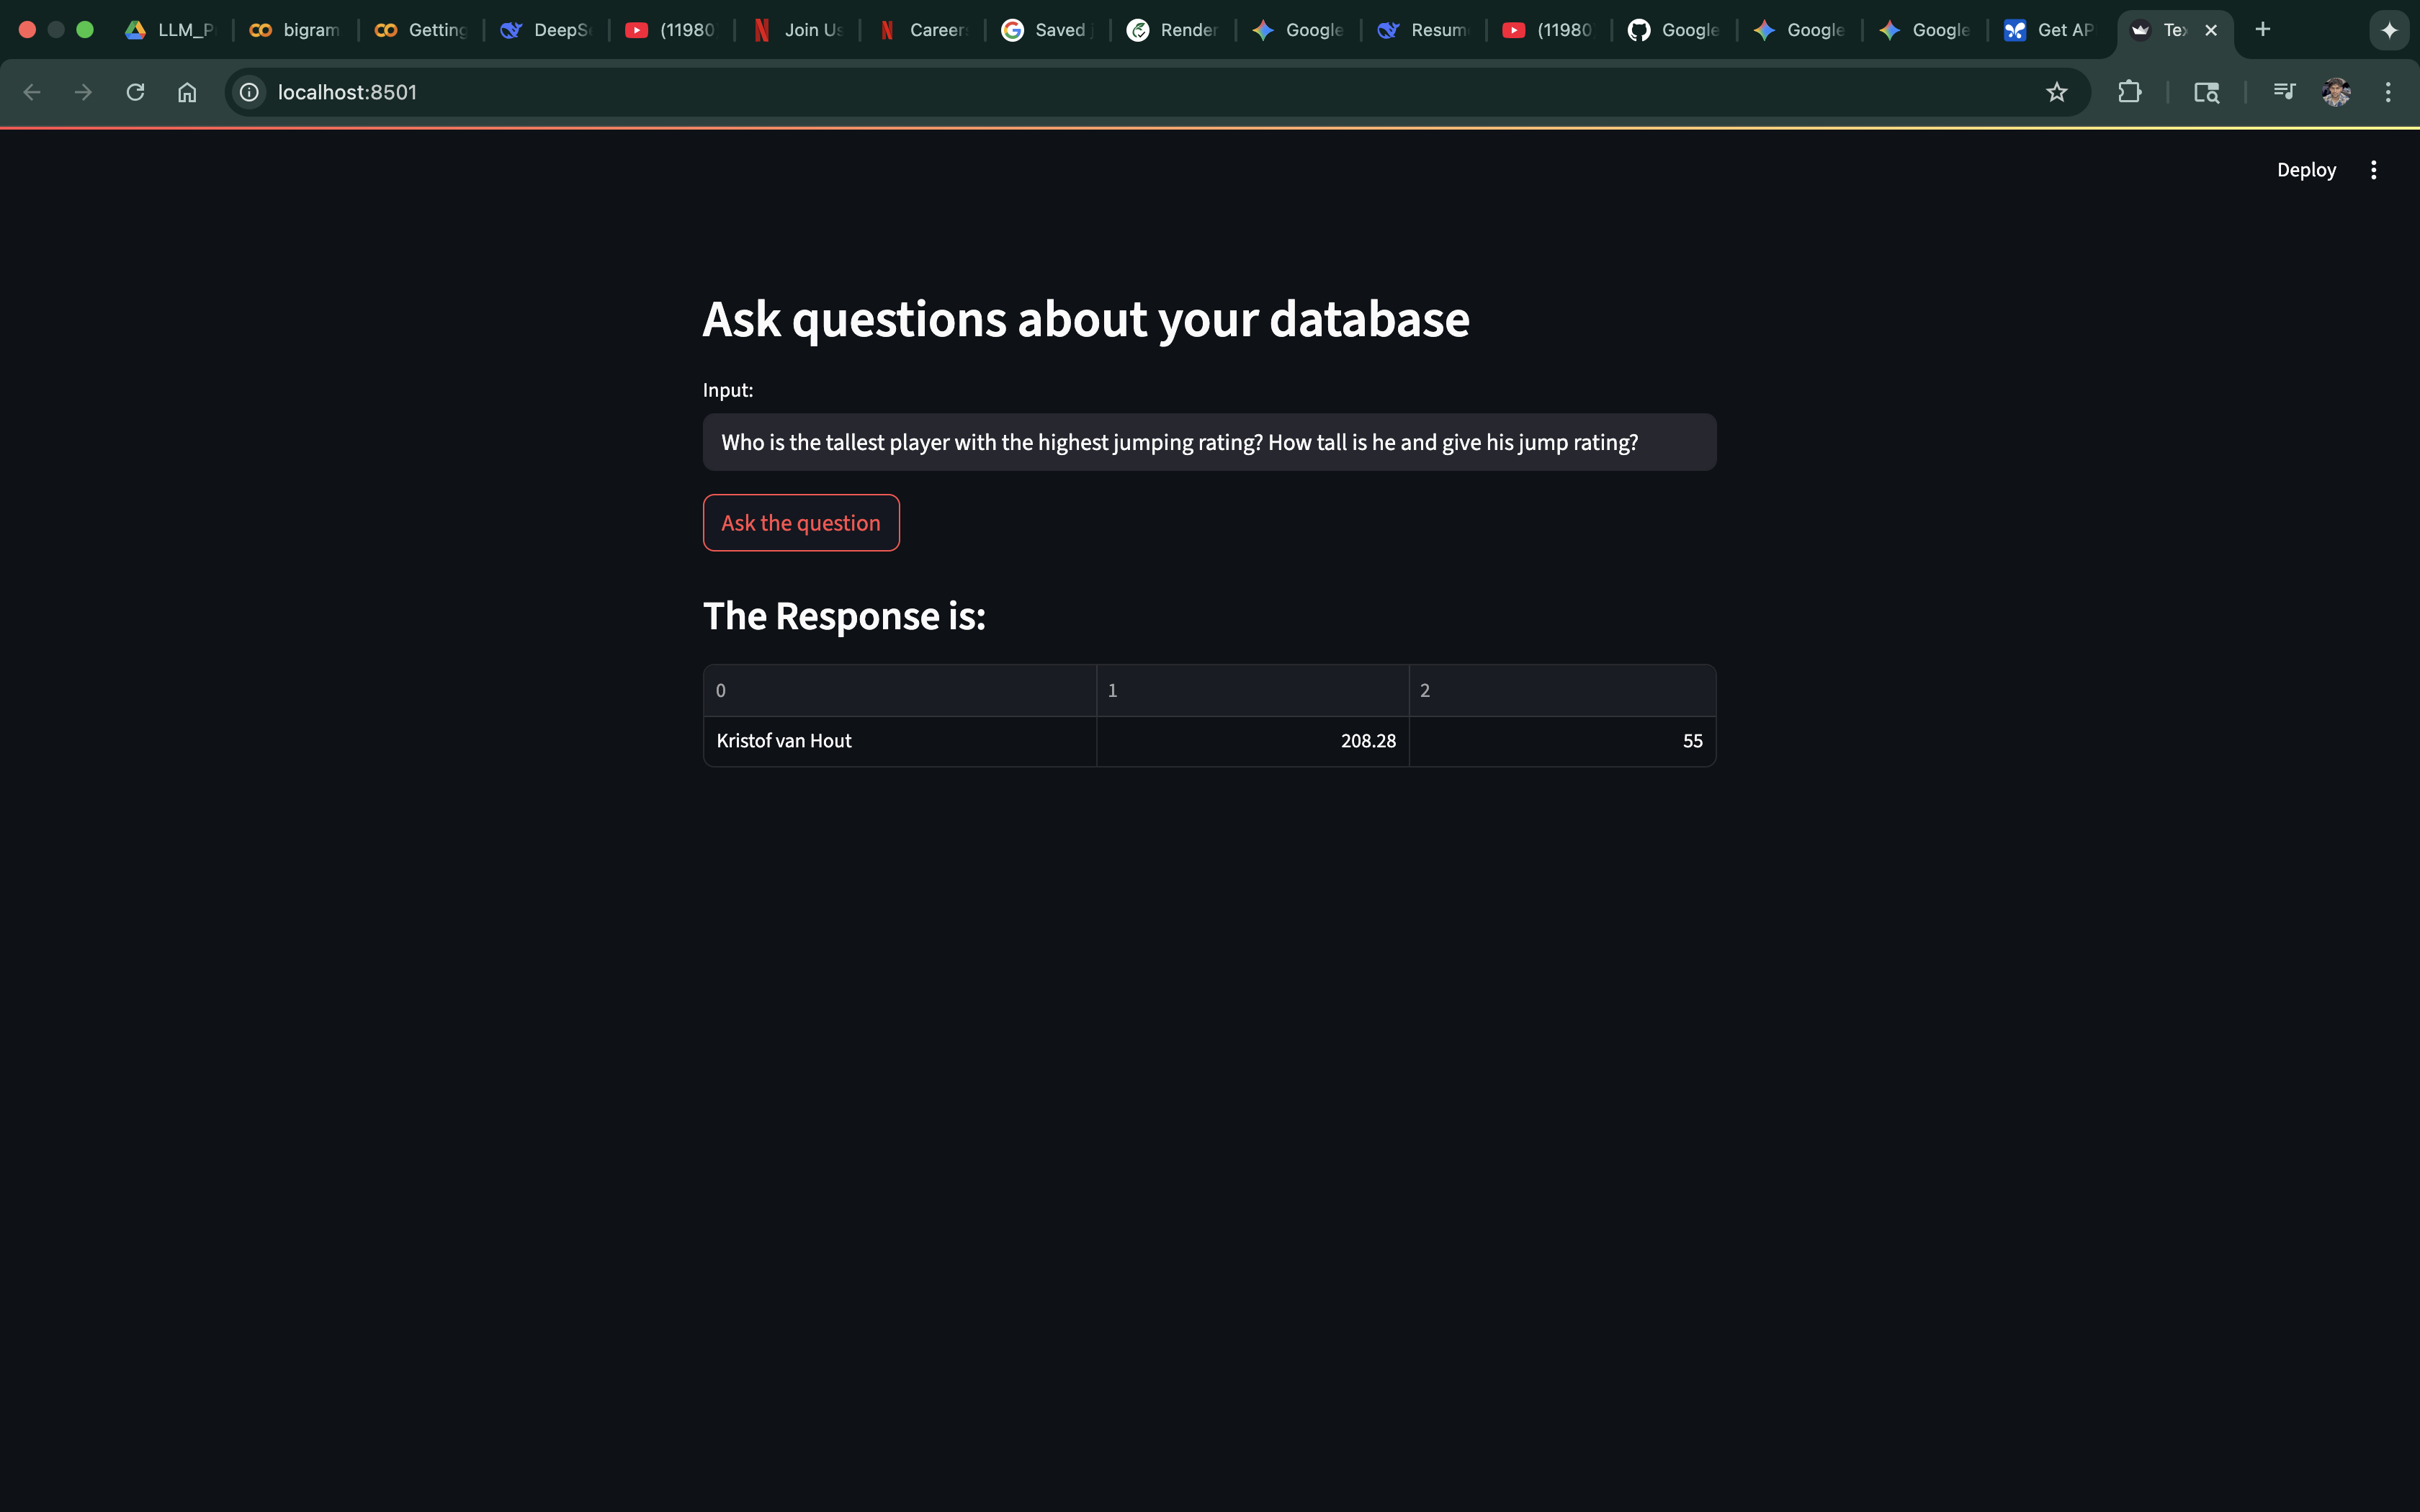 LLM_P
bigram
Getting
DeepS
(11980
Join Us
Career
Saved
Render
Google
Resum
(11980
Google
Google
Google
Get AP
Te
localhost:8501
Deploy
Ask questions about your database
Input:
Who is the tallest player with the highest jumping rating? How tall is he and give his jump rating?
Ask the question
The Response is:
0 1 2
Kristof van Hout 208.28 55